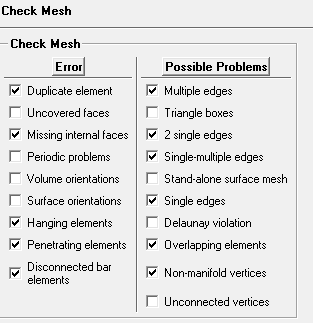 Check Mesh
Check Mesh
Error
Possible Problems
Duplicate element
Multiple edges
Uncovered faces
Triangle boxes
Missing internal faces
2 single edges
Periodic problems
Single-multiple edges
Volume orientations
Stand-alone surface mesh
Surface orientations
Single edges
Hanging elements
Delaunay violation
Penetrating elements
Overlapping elements
Disconnected bar
elements
Non-manifold vertices
Unconnected vertices